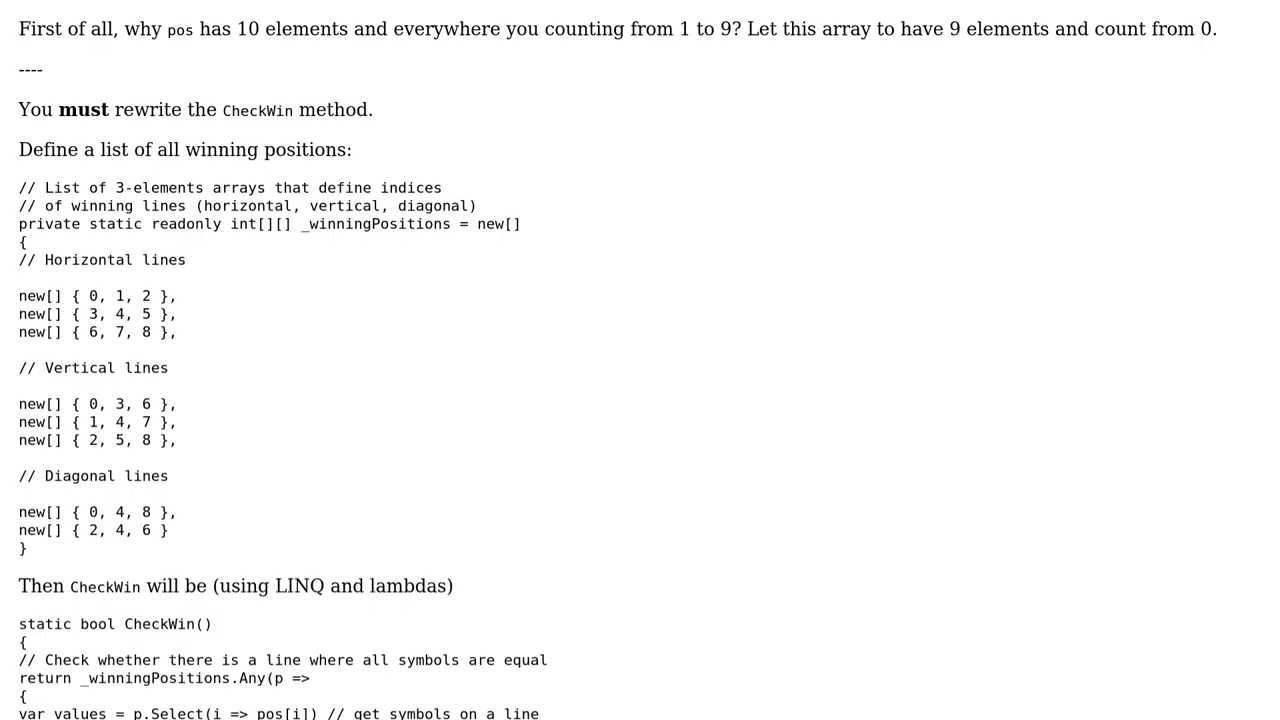 First of all, why pos has 10 elements and everywhere you counting from 1 to 9? Let this array to have 9 elements and count from 0.
----
You must rewrite the CheckWin method.
Define a list of all winning positions:
// List of 3-elements arrays that define indices
// of winning lines (horizontal, vertical, diagonal)
private static readonly int[][] _winningPositions = new[]
{
// Horizontal lines
new[] { 0, 1, 2 },
new[] { 3, 4, 5 },
new[] { 6, 7, 8 },
// Vertical lines
new[] { 0, 3, 6 },
new[] { 1, 4, 7 },
new[] { 2, 5, 8 },
// Diagonal lines
new[] { 0, 4, 8 },
new[] { 2, 4, 6 }
}
Then CheckWin will be (using LINQ and lambdas)
static bool CheckWin()
{
// Check whether there is a line where all symbols are equal
return _winningPositions.Any(p =>
{
var values = p.Select(i => pos[i]) // get symbols on a line